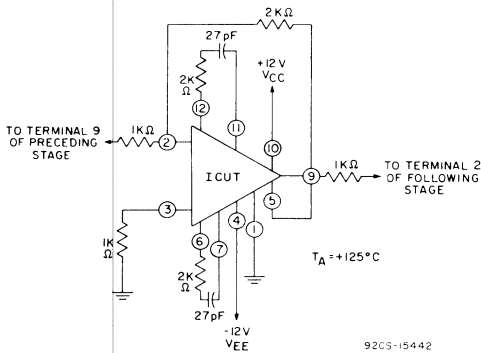 2KΩ
27pF
+12V
VCC
2K
Ω
12
11
TO TERMINAL 9
OF PRECEDING
STAGE
1KΩ
2
10
ICUT
9
1KΩ
TO TERMINAL 2
OF FOLLOWING
STAGE
3
5
1K
Ω
6
7
4
1
TA = +125°C
2K
Ω
27pF
-12V
VEE
92CS-15442